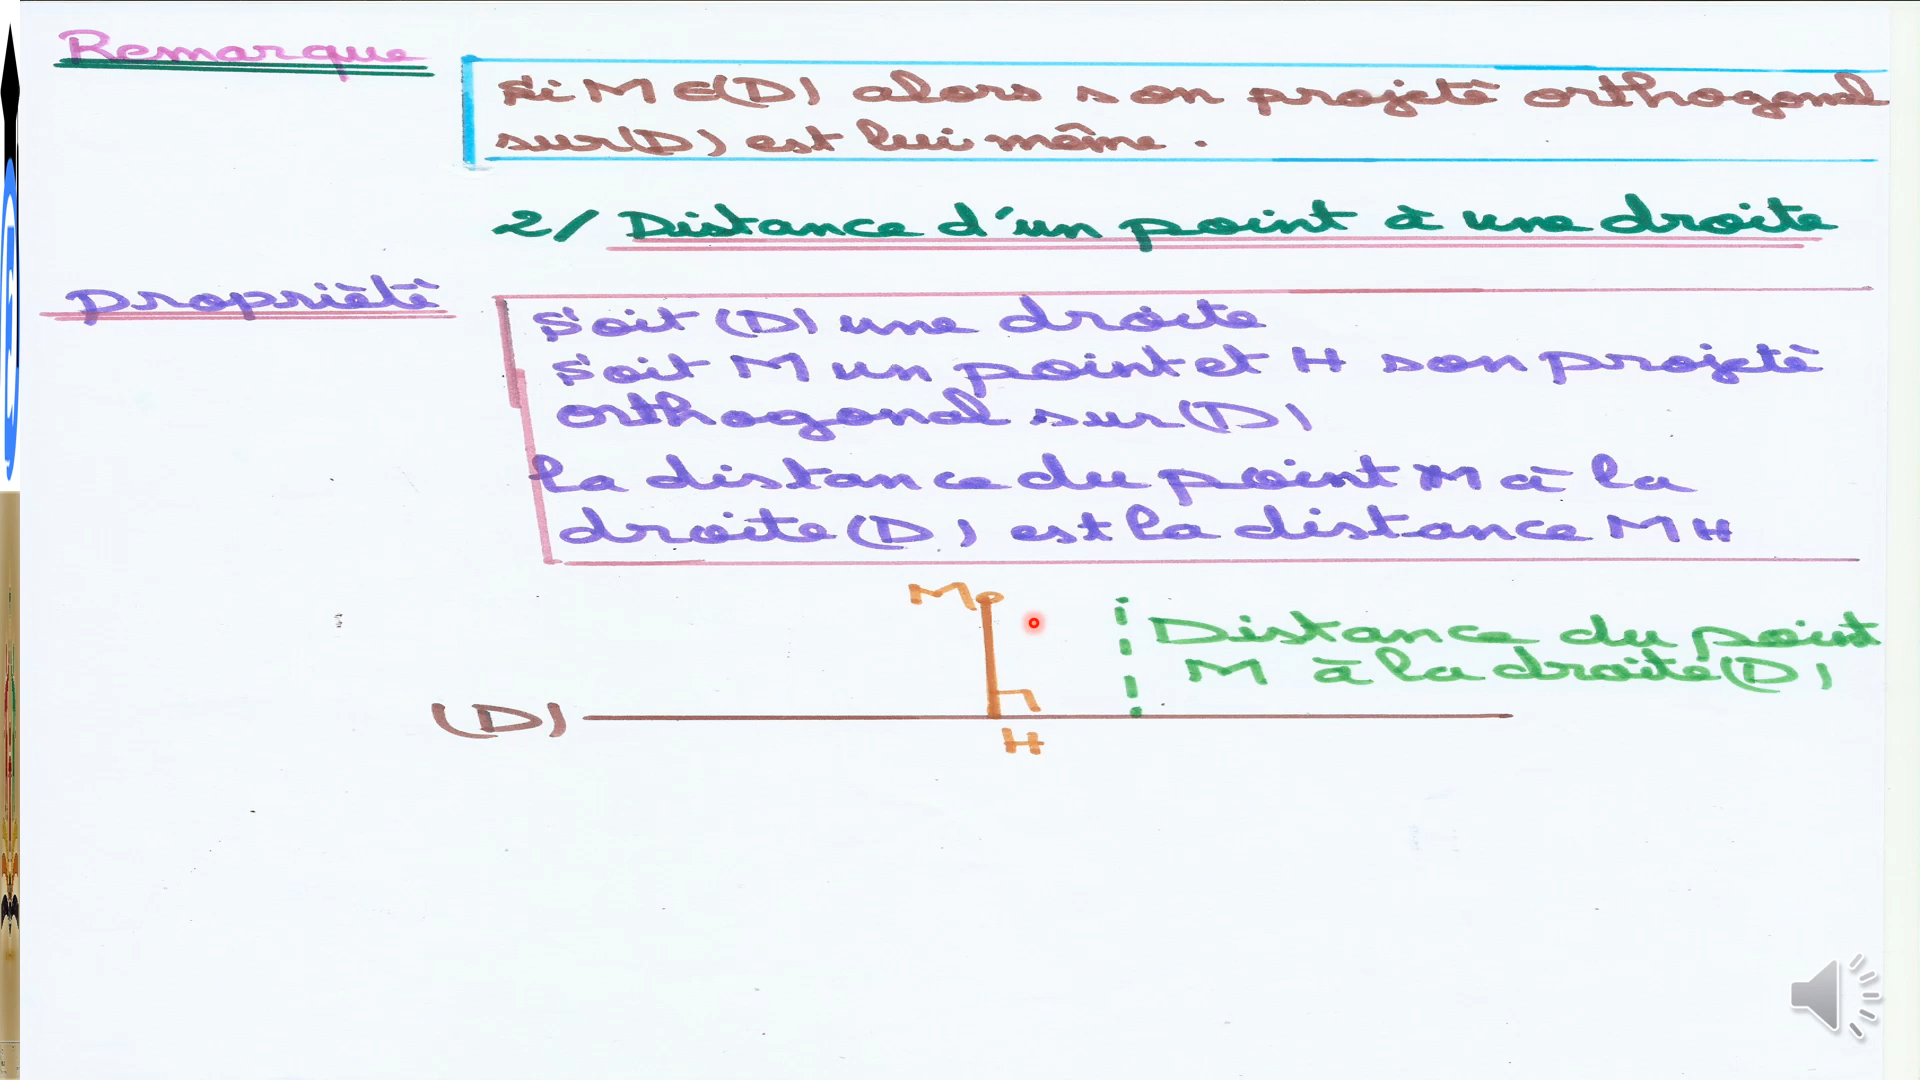 Remarque
Si M ∈ (D) alors son projeté orthogonal
sur (D) est lui même .
2/ Distance d'un point à une droite
propriété
Soit (D) une droite
Soit M un point et H son projeté
orthogonal sur (D)
la distance du point M à la
droite (D) est la distance MH
M
Distance du point
M à la droite (D)
(D)
H